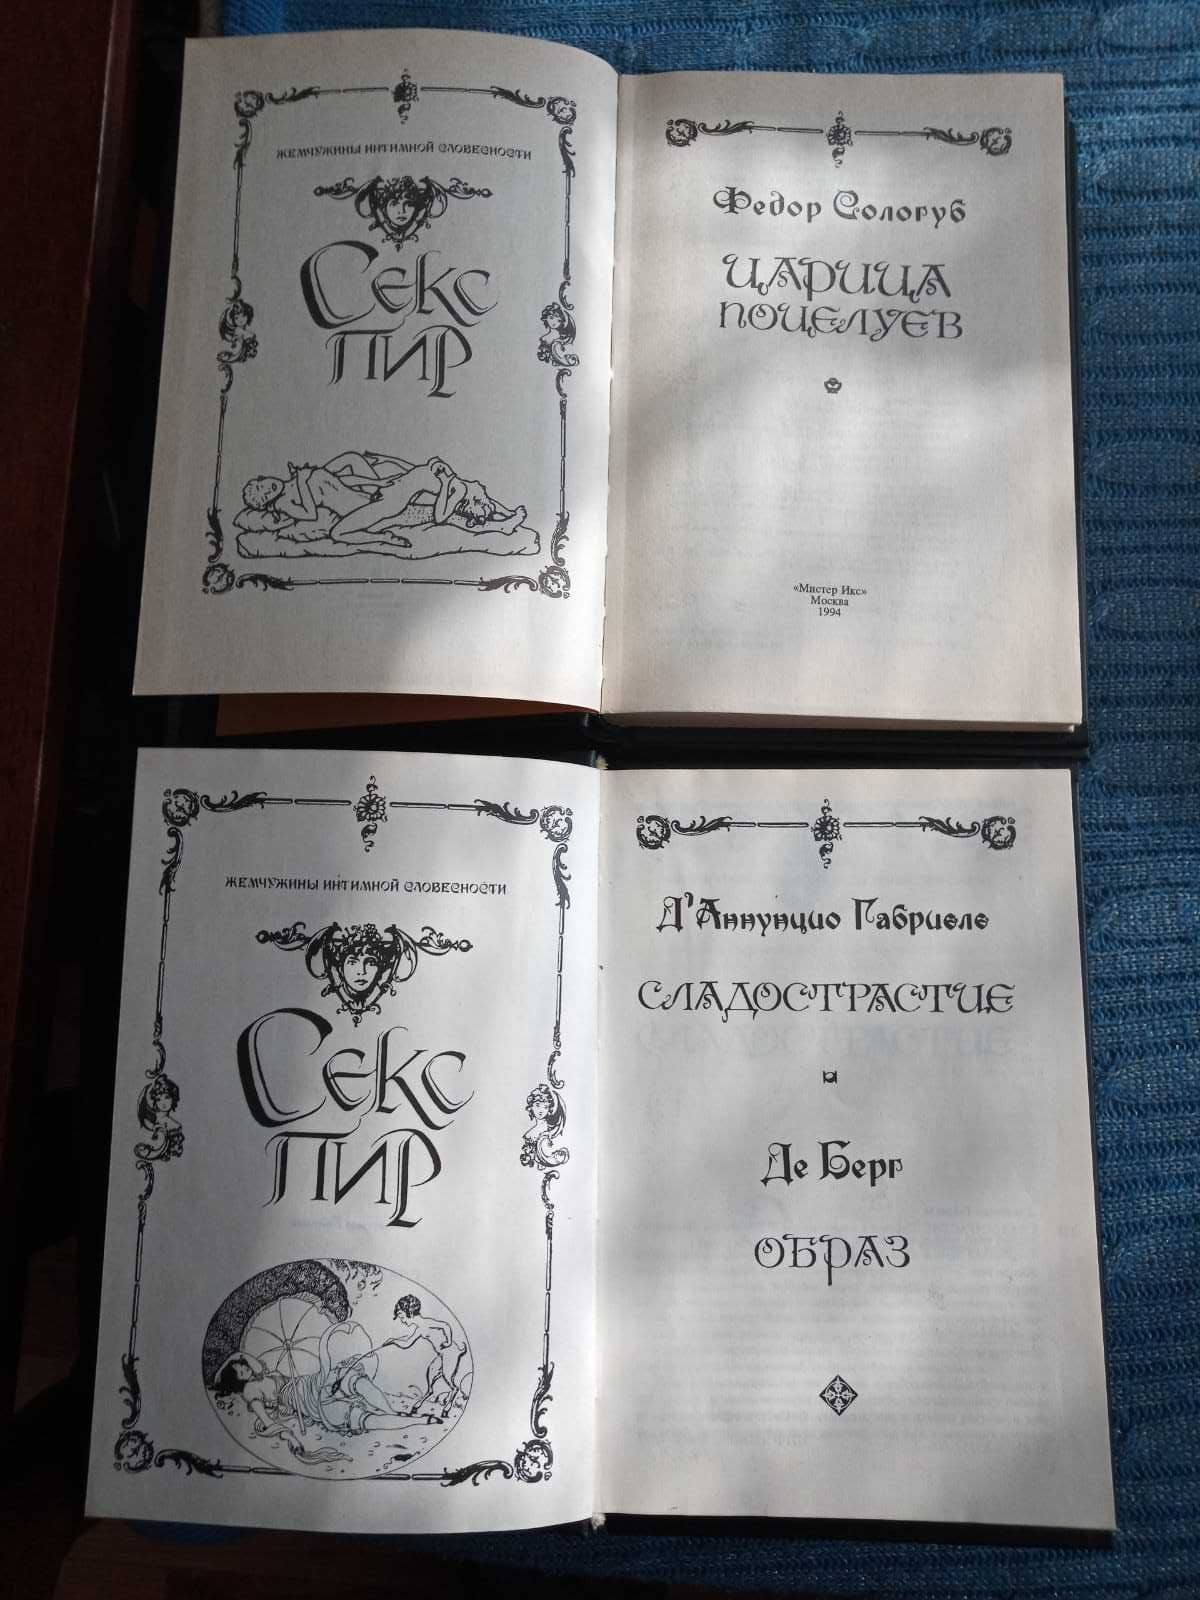 ЖЕМЧУЖИНЫ ИНТИМНОЙ СЛОВЕСНОСТИ
СЕКС
ПИР
Федор Сологуб
ЦАРИЦА
ПОЦЕЛУЕВ
«Мистер Икс»
Москва
1994
ЖЕМЧУЖИНЫ ИНТИМНОЙ СЛОВЕСНОСТИ
СЕКС
ПИР
Д'Аннунцио Габриеле
СЛАДОСТРАСТИЕ
Де Берг
ОБРАЗ